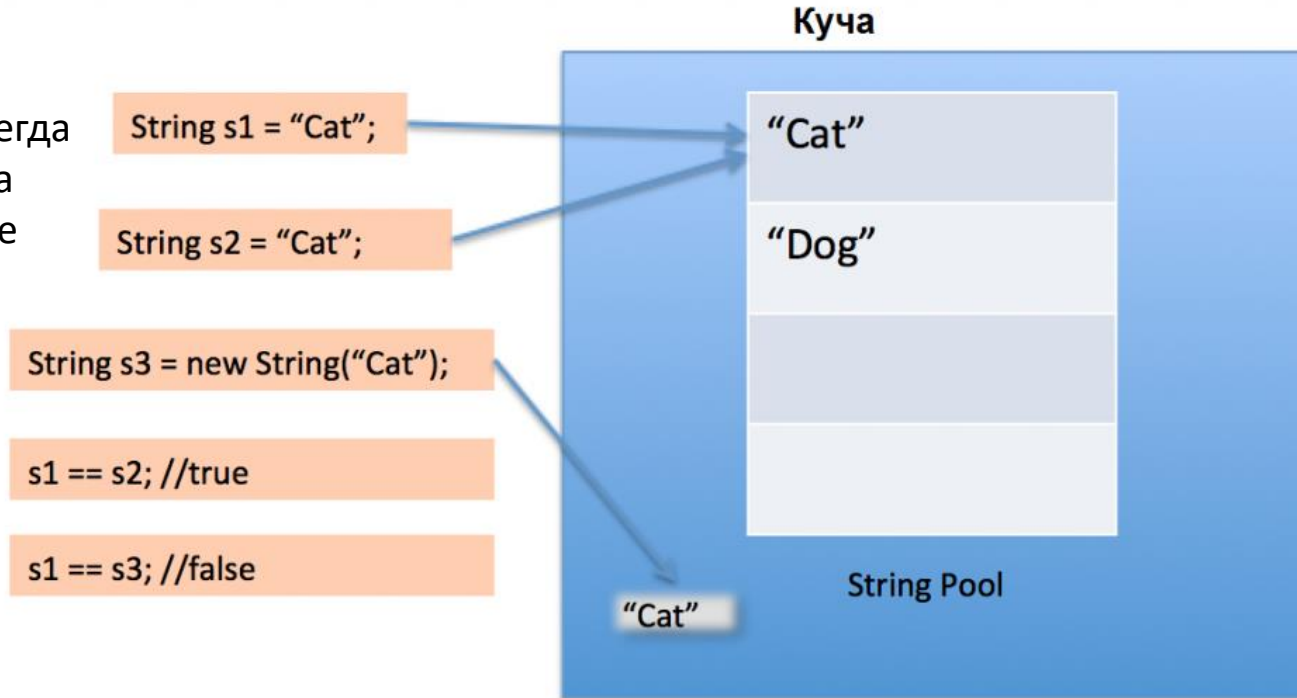 Куча
егда
а
е
String s1 = “Cat”;
String s2 = “Cat”;
String s3 = new String(“Cat”);
s1 == s2; //true
s1 == s3; //false
“Cat”
“Dog”
String Pool
“Cat”